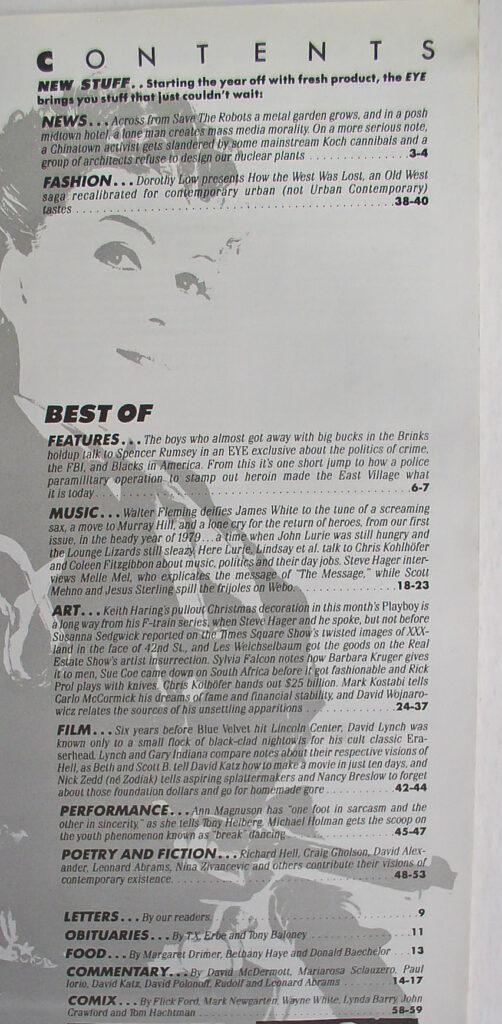 CONTENTS
NEW STUFF.. Starting the year off with fresh product, the EYE
brings you stuff that just couldn't wait:
NEWS... Across from Save The Robots a metal garden grows, and in a posh
midtown hotel, a lone man creates mass media morality. On a more serious note,
a Chinatown activist gets slandered by some mainstream Koch cannibals and a
group of architects refuse to design our nuclear plants ............ 3-4
FASHION... Dorothy Low presents How the West Was Lost, an Old West
saga recalibrated for contemporary urban (not Urban Contemporary)
tastes ............ 38-40
BEST OF
FEATURES... The boys who almost got away with big bucks in the Brinks
holdup talk to Spencer Rumsey in an EYE exclusive about the politics of crime,
the FBI, and Blacks in America. From this it's one short jump to how a police
paramilitary operation to stamp out heroin made the East Village what
it is today ............ 6-7
MUSIC... Walter Fleming deifies James White to the tune of a screaming
sax, a move to Murray Hill, and a lone cry for the return of heroes, from our first
issue, in the heady year of 1979... a time when John Lurie was still hungry and
the Lounge Lizards still sleazy. Here Lurie, Lindsay et al. talk to Chris Kohlhöfer
and Coleen Fitzgibbon about music, politics and their day jobs. Steve Hager inter-
views Melle Mel, who explicates the message of "The Message," while Scott
Mehno and Jesus Sterling spill the frijoles on Webo. ............ 18-23
ART... Keith Haring's pullout Christmas decoration in this month's Playboy is
a long way from his F-train series, when Steve Hager and he spoke, but not before
Susanna Sedgwick reported on the Times Square Show's twisted images of XXX-
land in the face of 42nd St., and Les Weichselbaum got the goods on the Real
Estate Show's artist insurrection. Sylvia Falcon notes how Barbara Kruger gives
it to men, Sue Coe came down on South Africa before it got fashionable and Rick
Prol plays with knives. Chris Kolhöfer hands out $25 billion. Mark Kostabi tells
Carlo McCormick his dreams of fame and financial stability, and David Wojnaro-
wicz relates the sources of his unsettling apparitions ............ 24-37
FILM... Six years before Blue Velvet hit Lincoln Center, David Lynch was
known only to a small flock of black-clad nightowls for his cult classic Era-
serhead. Lynch and Gary Indiana compare notes about their respective visions of
Hell, as Beth and Scott B. tell David Katz how to make a movie in just ten days, and
Nick Zedd (né Zodiak) tells aspiring splattermakers and Nancy Breslow to forget
about those foundation dollars and go for homemade gore ............ 42-44
PERFORMANCE... Ann Magnuson has "one foot in sarcasm and the
other in sincerity," as she tells Tony Heiberg. Michael Holman gets the scoop on
the youth phenomenon known as "break" dancing ............ 45-47
POETRY AND FICTION... Richard Hell, Craig Gholson, David Alex-
ander, Leonard Abrams, Nina Zivancevic and others contribute their visions of
contemporary existence. ............ 48-53
LETTERS... By our readers ............ 9
OBITUARIES... By T.X. Erbe and Tony Baloney ............ 11
FOOD... By Margaret Drimer, Bethany Haye and Donald Baechelor .. 13
COMMENTARY... By David McDermott, Mariarosa Sclauzero, Paul
Iorio, David Katz, David Polonoff, Rudolf and Leonard Abrams .... 14-17
COMIX... By Flick Ford, Mark Newgarten, Wayne White, Lynda Barry, John
Crawford and Tom Hachtman ............ 58-59